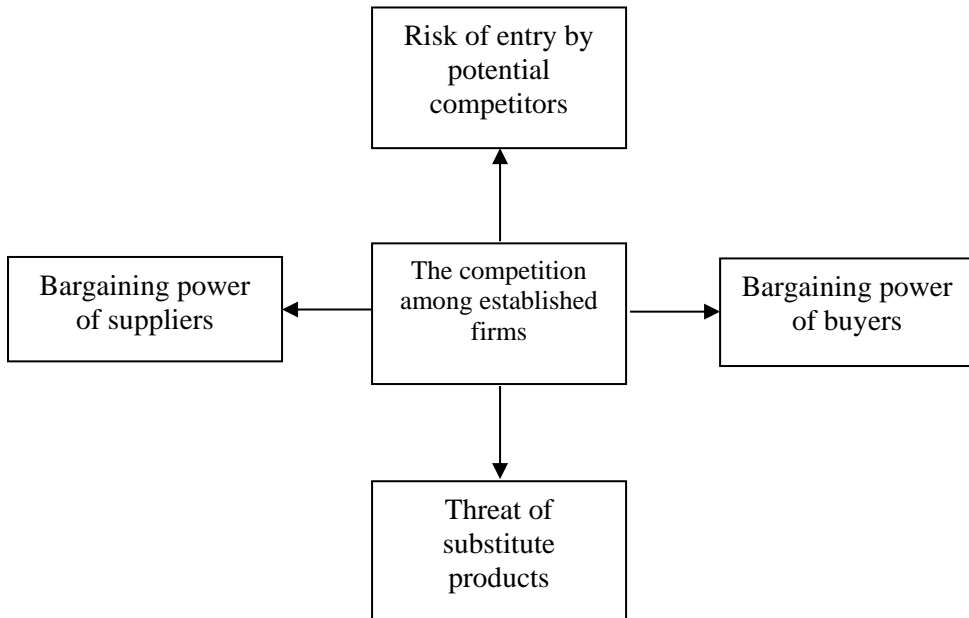 Risk of entry by
potential
competitors
Bargaining power
of suppliers
The competition
among established
firms
Bargaining power
of buyers
Threat of
substitute
products